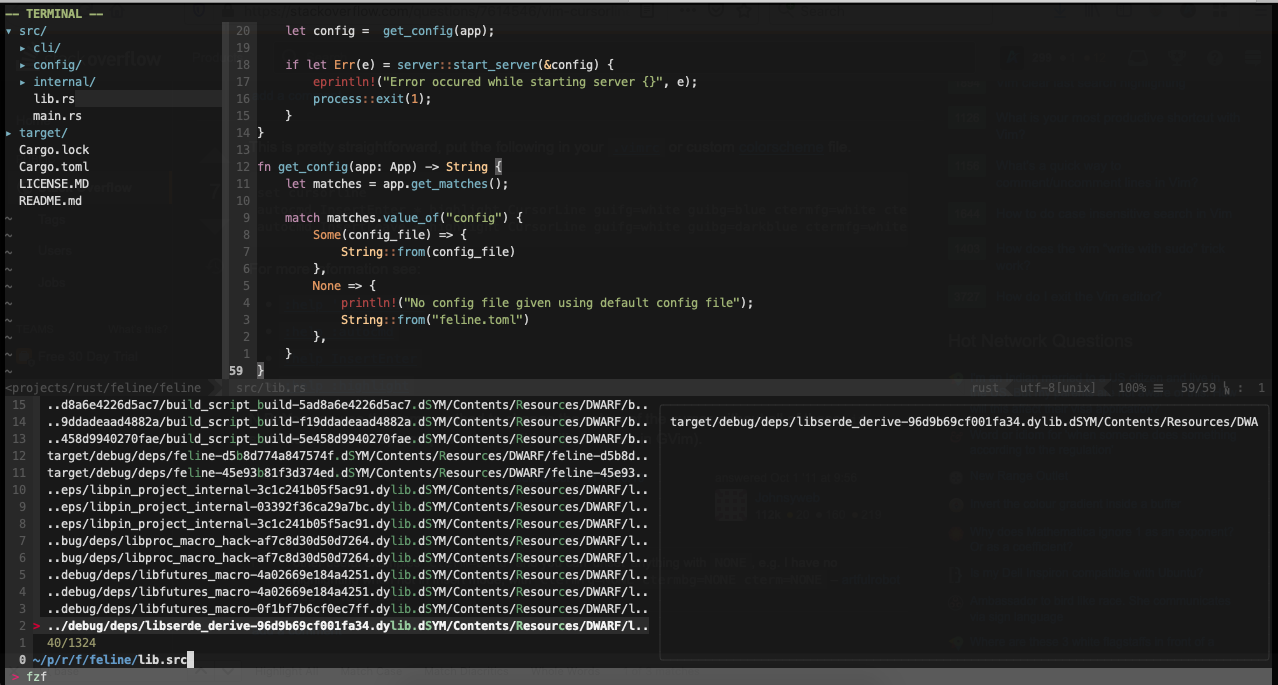 -- TERMINAL --
▾ src/
▸ cli/
▸ config/
▸ internal/
lib.rs
main.rs
▸ target/
Cargo.lock
Cargo.toml
LICENSE.MD
README.md
~
~
~
~
~
~
~
~
~
~
20 let config =  get_config(app);
19
18 if let Err(e) = server::start_server(&config) {
17 eprintln!("Error occured while starting server {}", e);
16 process::exit(1);
15 }
14 }
13
12 fn get_config(app: App) -> String {
11 let matches = app.get_matches();
10
9 match matches.value_of("config") {
8 Some(config_file) => {
7 String::from(config_file)
6 },
5 None => {
4 println!("No config file given using default config file");
3 String::from("feline.toml")
2 },
1 }
59 }
<projects/rust/feline/feline src/lib.rs rust utf-8[unix] 100% ☰ 59/59 : 1
15 ..d8a6e4226d5ac7/build_script_build-5ad8a6e4226d5ac7.dSYM/Contents/Resources/DWARF/b..
14 ..9ddadeaad4882a/build_script_build-f19ddadeaad4882a.dSYM/Contents/Resources/DWARF/b..
13 ..458d9940270fae/build_script_build-5e458d9940270fae.dSYM/Contents/Resources/DWARF/b..
12 target/debug/deps/feline-d5b8d774a847574f.dSYM/Contents/Resources/DWARF/feline-d5b8d..
11 target/debug/deps/feline-45e93b81f3d374ed.dSYM/Contents/Resources/DWARF/feline-45e93..
10 ..eps/libpin_project_internal-3c1c241b05f5ac91.dylib.dSYM/Contents/Resources/DWARF/l..
9 ..eps/libpin_project_internal-03392f36ca29a7bc.dylib.dSYM/Contents/Resources/DWARF/l..
8 ..eps/libpin_project_internal-3c1c241b05f5ac91.dylib.dSYM/Contents/Resources/DWARF/l..
7 ..bug/deps/libproc_macro_hack-af7c8d30d50d7264.dylib.dSYM/Contents/Resources/DWARF/l..
6 ..bug/deps/libproc_macro_hack-af7c8d30d50d7264.dylib.dSYM/Contents/Resources/DWARF/l..
5 ..debug/deps/libfutures_macro-4a02669e184a4251.dylib.dSYM/Contents/Resources/DWARF/l..
4 ..debug/deps/libfutures_macro-4a02669e184a4251.dylib.dSYM/Contents/Resources/DWARF/l..
3 ..debug/deps/libfutures_macro-0f1bf7b6cf0ec7ff.dylib.dSYM/Contents/Resources/DWARF/l..
2 > ../debug/deps/libserde_derive-96d9b69cf001fa34.dylib.dSYM/Contents/Resources/DWARF/l..
1 40/1324
0 ~/p/r/f/feline/lib.src
target/debug/deps/libserde_derive-96d9b69cf001fa34.dylib.dSYM/Contents/Resources/DWA
> fzf